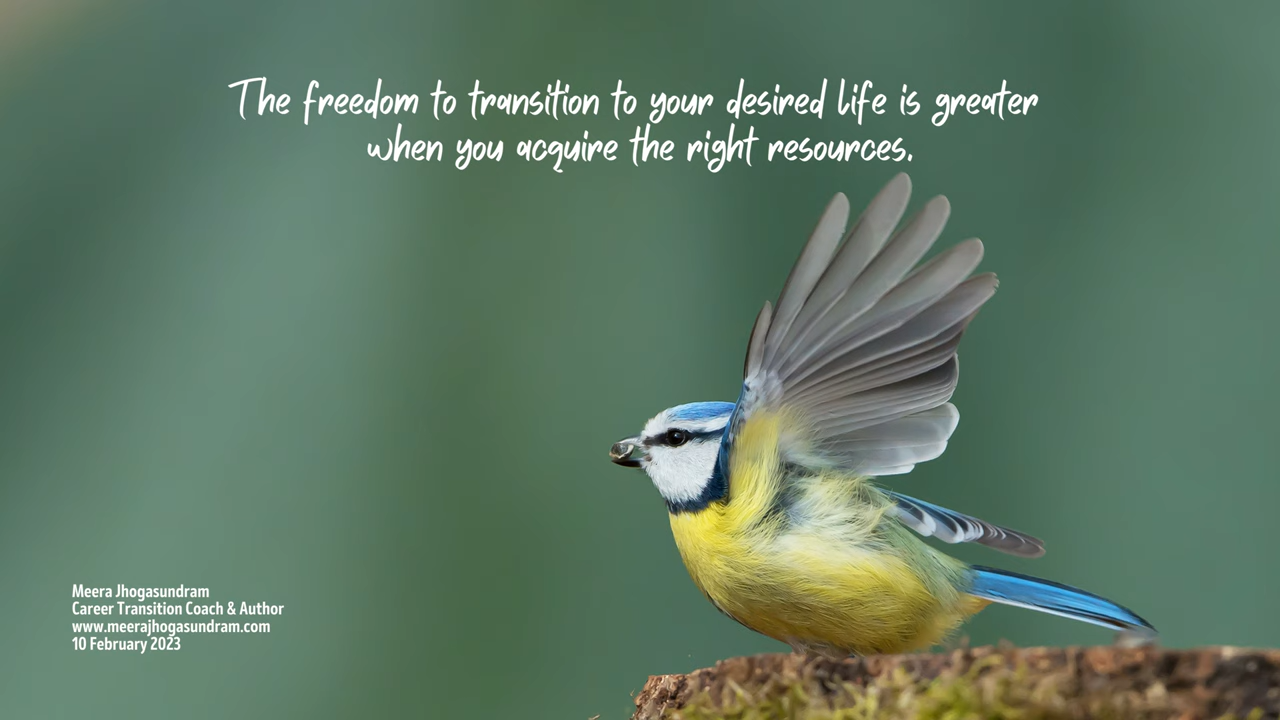 The freedom to transition to your desired life is greater
when you acquire the right resources.
Meera Jhogasundram
Career Transition Coach & Author
www.meerajhogasundram.com
10 February 2023